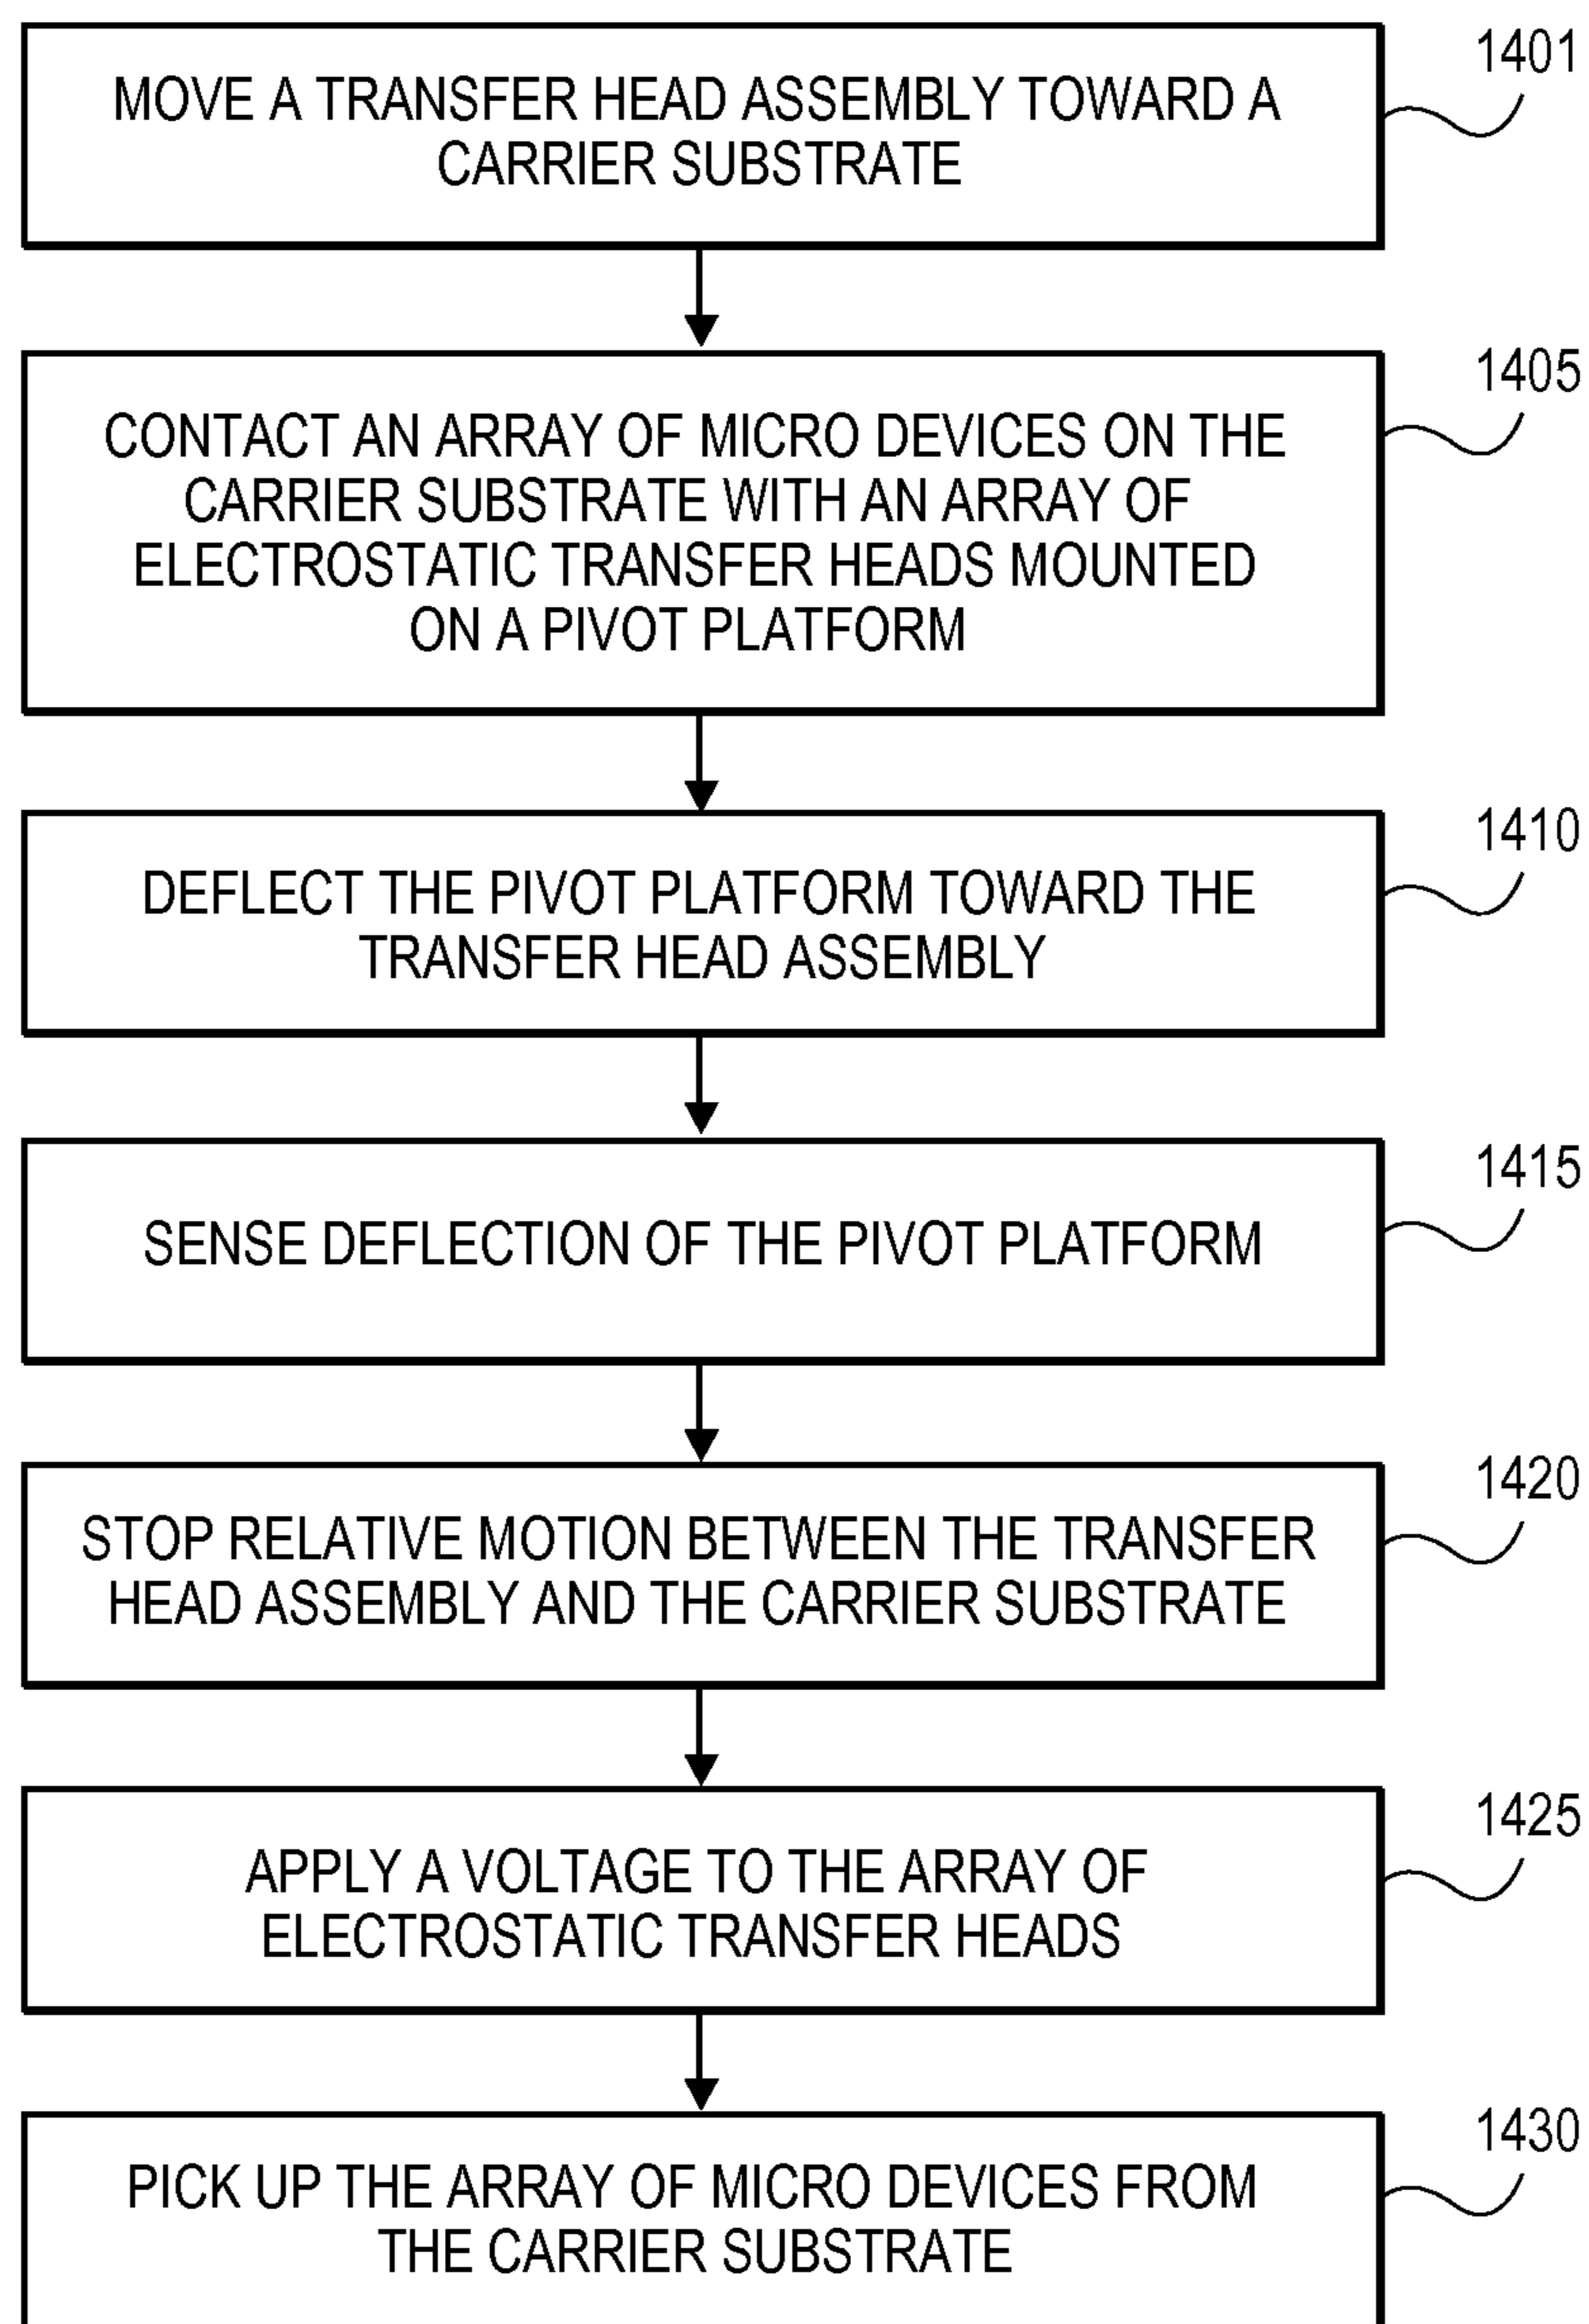 1401
MOVE A TRANSFER HEAD ASSEMBLY TOWARD A
CARRIER SUBSTRATE
1405
CONTACT AN ARRAY OF MICRO DEVICES ON THE
CARRIER SUBSTRATE WITH AN ARRAY OF
ELECTROSTATIC TRANSFER HEADS MOUNTED
ON A PIVOT PLATFORM
1410
DEFLECT THE PIVOT PLATFORM TOWARD THE
TRANSFER HEAD ASSEMBLY
1415
SENSE DEFLECTION OF THE PIVOT PLATFORM
1420
STOP RELATIVE MOTION BETWEEN THE TRANSFER
HEAD ASSEMBLY AND THE CARRIER SUBSTRATE
1425
APPLY A VOLTAGE TO THE ARRAY OF
ELECTROSTATIC TRANSFER HEADS
1430
PICK UP THE ARRAY OF MICRO DEVICES FROM
THE CARRIER SUBSTRATE